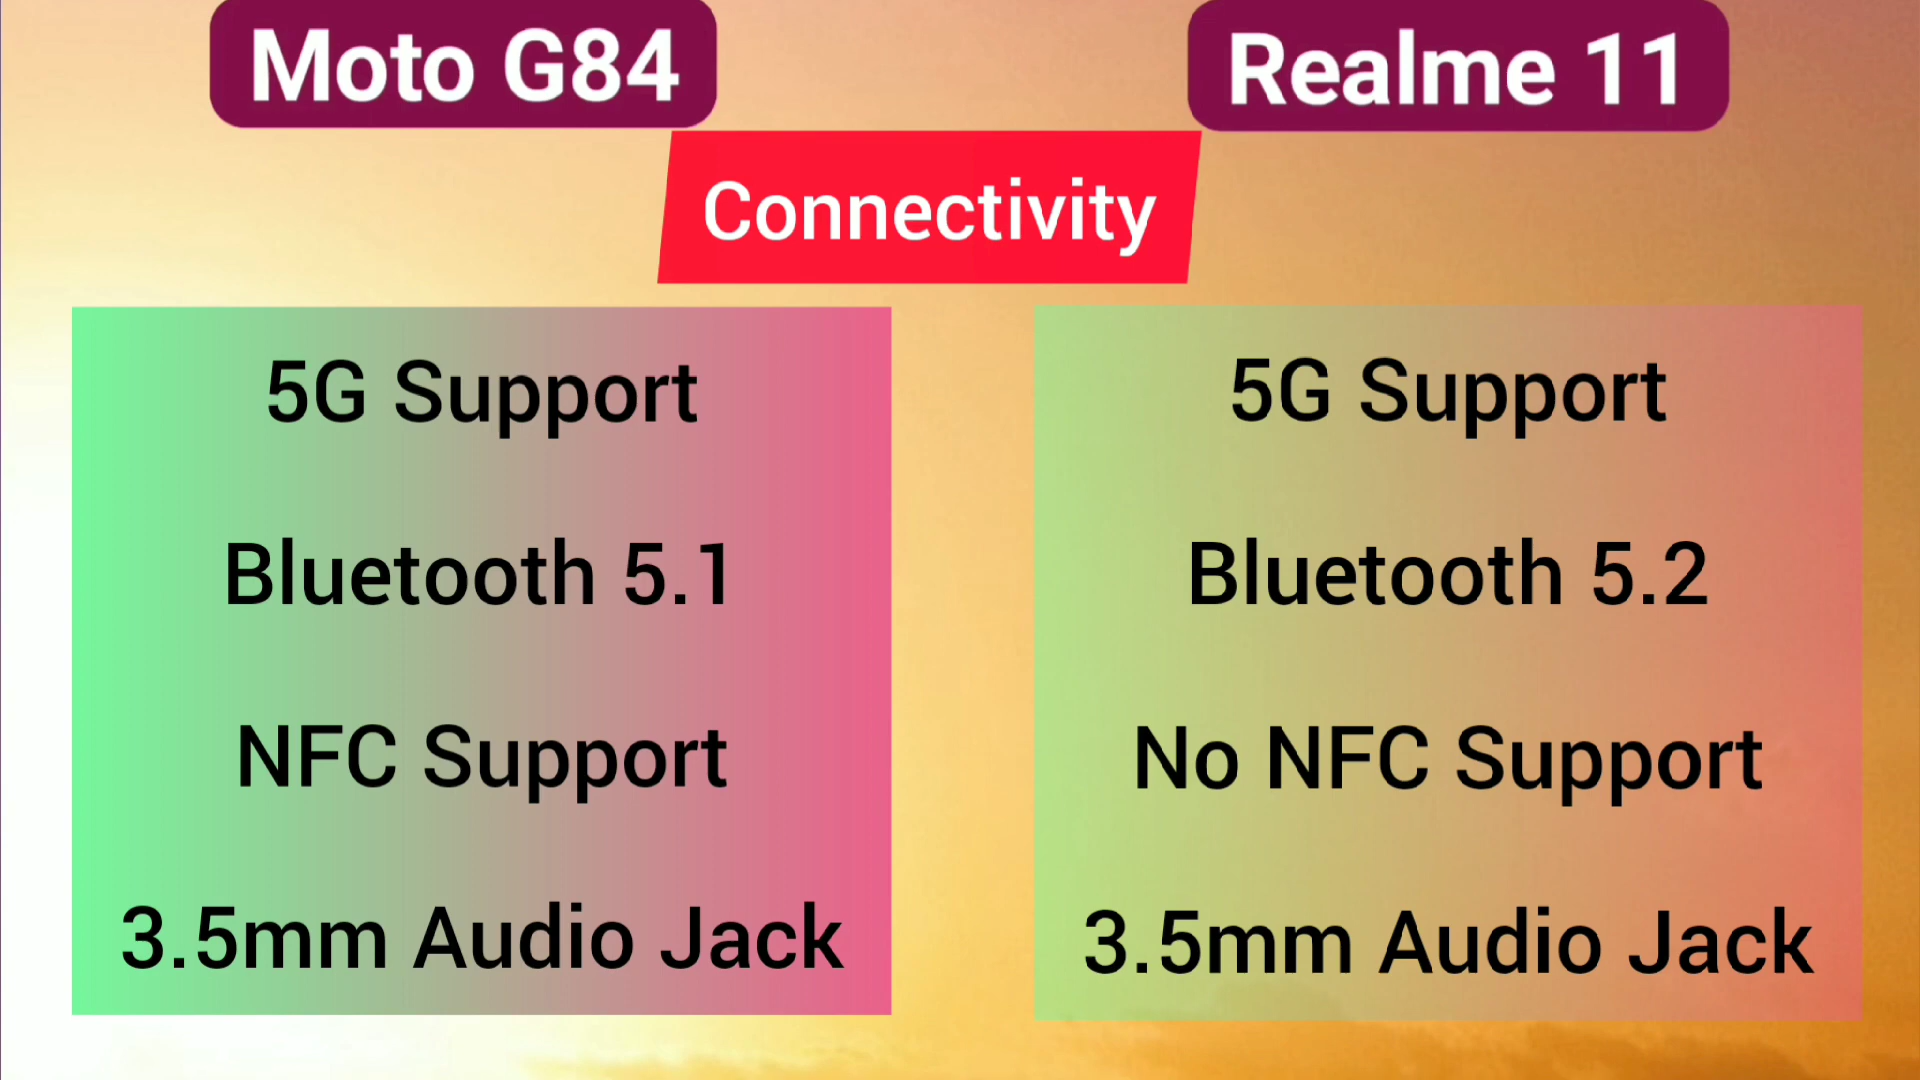 Moto G84
Realme 11
Connectivity
5G Support
Bluetooth 5.1
NFC Support
3.5mm Audio Jack
5G Support
Bluetooth 5.2
No NFC Support
3.5mm Audio Jack